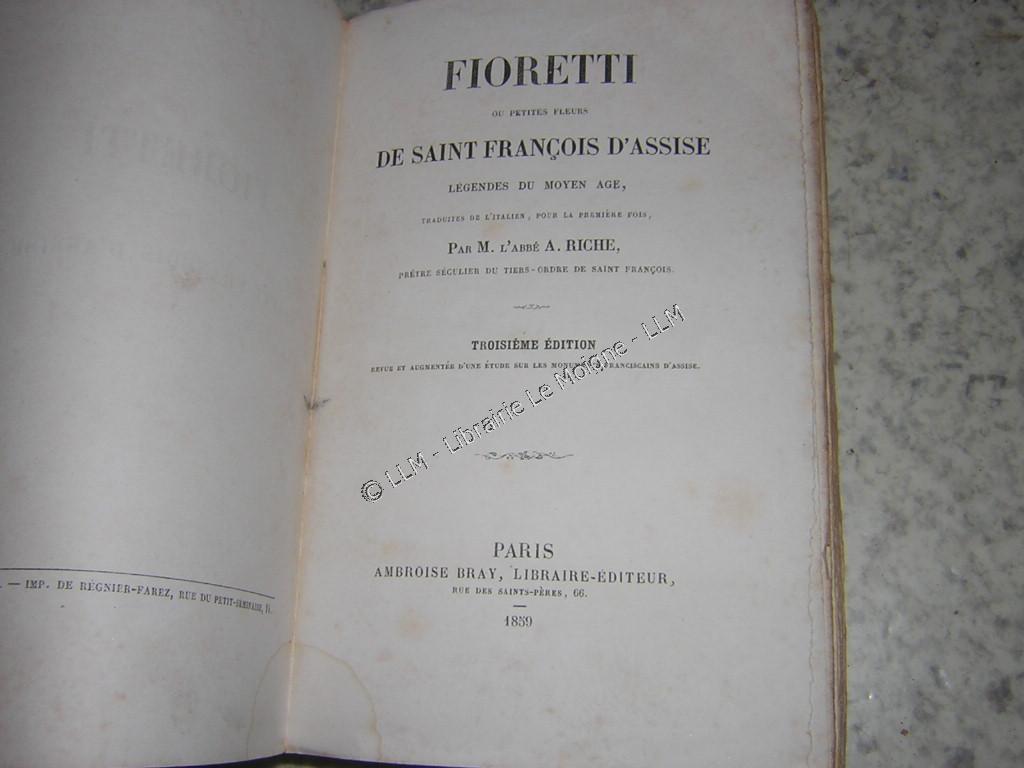 — IMP. DE RÉGNIER-FAREZ, RUE DU PETIT-SÉMINAIRE,
FIORETTI
OU PETITES FLEURS
DE SAINT FRANÇOIS D'ASSISE
LÉGENDES DU MOYEN AGE,
TRADUITES DE L'ITALIEN, POUR LA PREMIÈRE FOIS,
PAR M. L'ABBÉ A. RICHE,
PRÊTRE SÉCULIER DU TIERS-ORDRE DE SAINT FRANÇOIS.
TROISIÈME ÉDITION
REVUE ET AUGMENTÉE D'UNE ÉTUDE SUR LES MONUMENTS FRANCISCAINS D'ASSISE.
© LLM - Librairie Le Moigne - LLM
PARIS
AMBROISE BRAY, LIBRAIRE-ÉDITEUR,
RUE DES SAINTS-PÈRES, 66.
1859